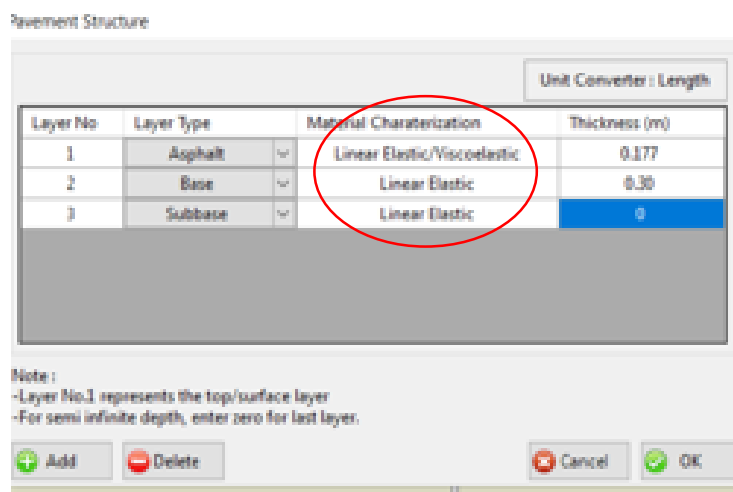 Pavement Structure
Unit Converter : Length
Layer No Layer Type Material Charaterization Thickness (m)
1 Asphalt Linear Elastic/Viscoelastic 0.177
2 Base Linear Elastic 0.30
3 Subbase Linear Elastic 0
Note :
-Layer No.1 represents the top/surface layer
-For semi infinite depth, enter zero for last layer.
Add Delete Cancel OK